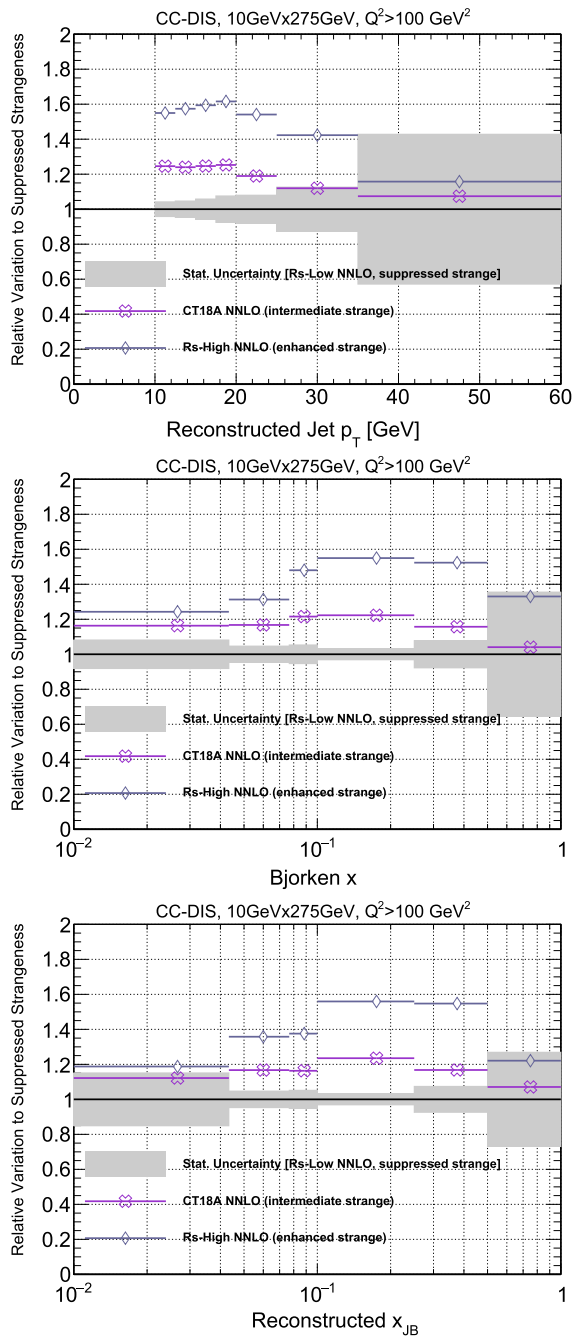 CC-DIS, 10GeVx275GeV, Q²>100 GeV²
Relative Variation to Suppressed Strangeness
2
1.8
1.6
1.4
1.2
1
0.8
0.6
0.4
0.2
0
Stat. Uncertainty [Rs-Low NNLO, suppressed strange]
CT18A NNLO (intermediate strange)
Rs-High NNLO (enhanced strange)
0 10 20 30 40 50 60
Reconstructed Jet p_T [GeV]
CC-DIS, 10GeVx275GeV, Q²>100 GeV²
Relative Variation to Suppressed Strangeness
2
1.8
1.6
1.4
1.2
1
0.8
0.6
0.4
0.2
0
Stat. Uncertainty [Rs-Low NNLO, suppressed strange]
CT18A NNLO (intermediate strange)
Rs-High NNLO (enhanced strange)
10⁻² 10⁻¹ 1
Bjorken x
CC-DIS, 10GeVx275GeV, Q²>100 GeV²
Relative Variation to Suppressed Strangeness
2
1.8
1.6
1.4
1.2
1
0.8
0.6
0.4
0.2
0
Stat. Uncertainty [Rs-Low NNLO, suppressed strange]
CT18A NNLO (intermediate strange)
Rs-High NNLO (enhanced strange)
10⁻² 10⁻¹ 1
Reconstructed x_JB